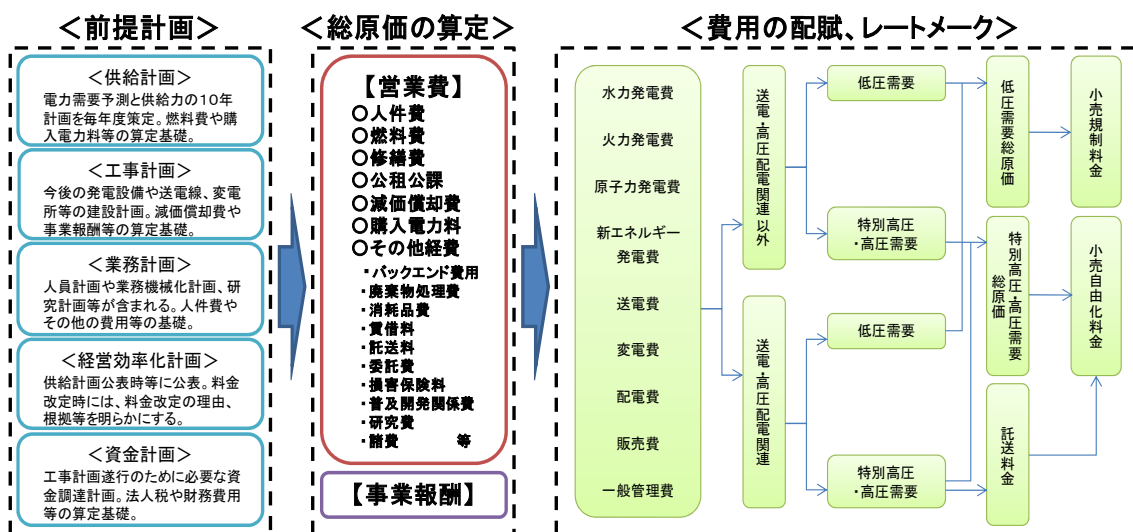 ＜前提計画＞
＜供給計画＞
電力需要予測と供給力の１０年
計画を毎年度策定。燃料費や購
入電力料等の算定基礎。
＜工事計画＞
今後の発電設備や送電線、変電
所等の建設計画。減価償却費や
事業報酬等の算定基礎。
＜業務計画＞
人員計画や業務機械化計画、研
究計画等が含まれる。人件費や
その他の費用等の基礎。
＜経営効率化計画＞
供給計画公表時等に公表。料金
改定時には、料金改定の理由、
根拠等を明らかにする。
＜資金計画＞
工事計画遂行のために必要な資
金調達計画。法人税や財務費用
等の算定基礎。
＜総原価の算定＞
【営業費】
○人件費
○燃料費
○修繕費
○公租公課
○減価償却費
○購入電力料
○その他経費
・バックエンド費用
・廃棄物処理費
・消耗品費
・賃借料
・託送料
・委託費
・損害保険料
・普及開発関係費
・研究費
・諸費　　　等
【事業報酬】
＜費用の配賦、レートメーク＞
水力発電費
火力発電費
原子力発電費
新エネルギー
発電費
送電費
変電費
配電費
販売費
一般管理費
送電・高圧配電関連以外
送電・高圧配電関連
低圧需要
特別高圧
・高圧需要
低圧需要
特別高圧
・高圧需要
低圧需要総原価
特別高圧・高圧需要
総原価
託送料金
小売規制料金
小売自由化料金